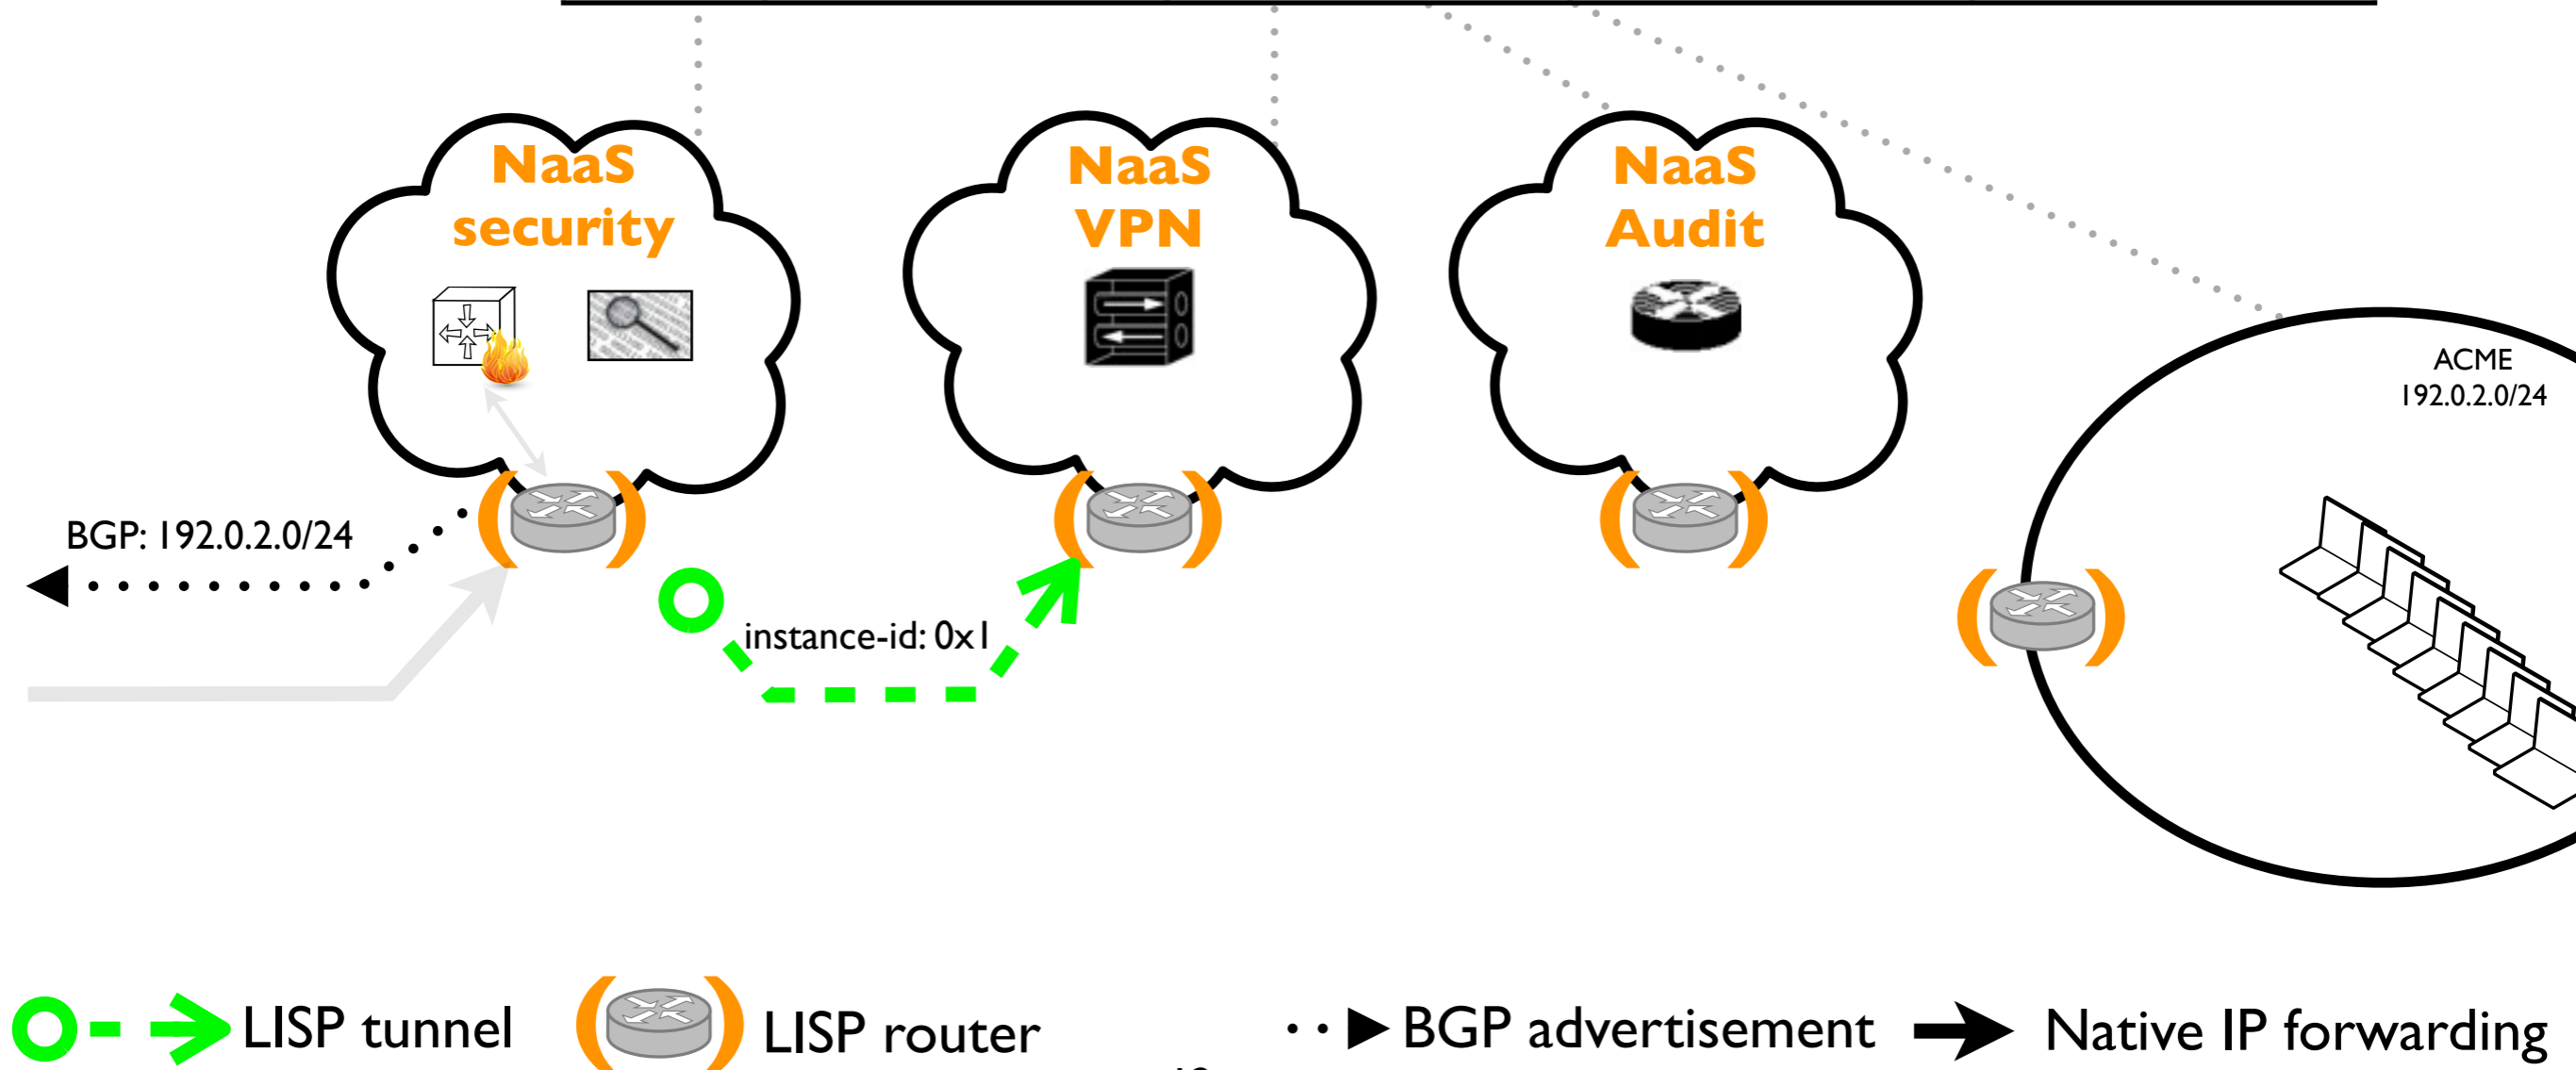 NaaS
security
NaaS
VPN
NaaS
Audit
ACME
192.0.2.0/24
BGP: 192.0.2.0/24
instance-id: 0x1
LISP tunnel
LISP router
BGP advertisement
Native IP forwarding